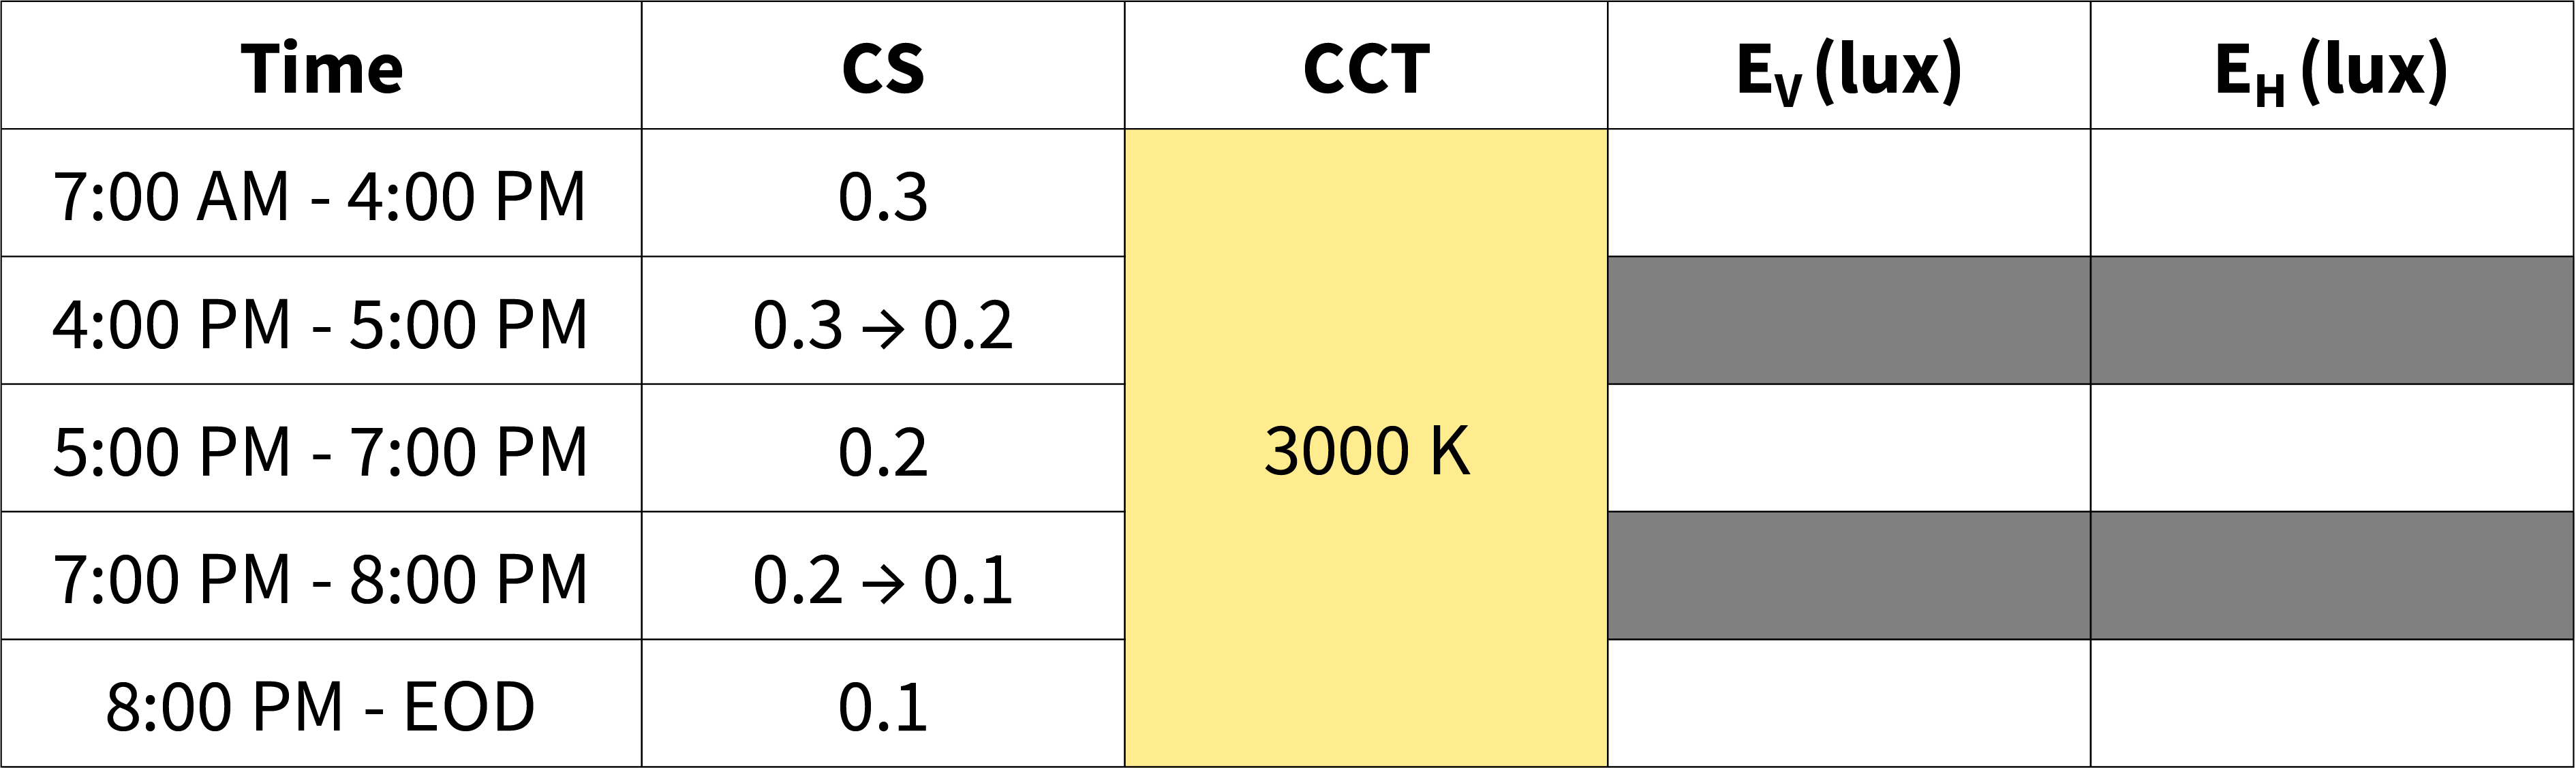 Time CS CCT EV (lux) EH (lux)
7:00 AM - 4:00 PM 0.3
4:00 PM - 5:00 PM 0.3 → 0.2
5:00 PM - 7:00 PM 0.2 3000 K
7:00 PM - 8:00 PM 0.2 → 0.1
8:00 PM - EOD 0.1